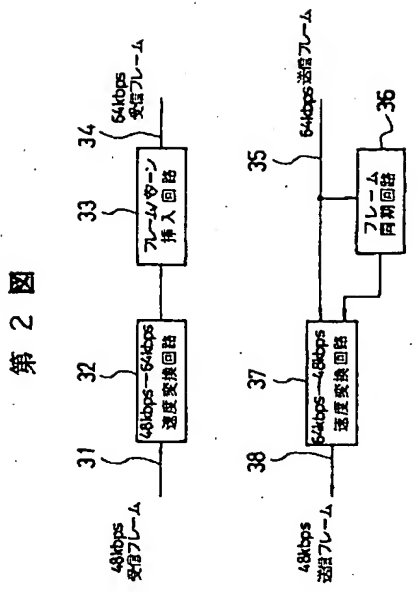 第 2 図
48kbps
受信フレーム
31
32
48kbps—64kbps
速度変換回路
33
フレームパターン
挿入回路
34
64kbps
受信フレーム
48kbps
送信フレーム
38
37
64kbps—48kbps
速度変換回路
35
64kbps 送信フレーム
フレーム
同期回路
36